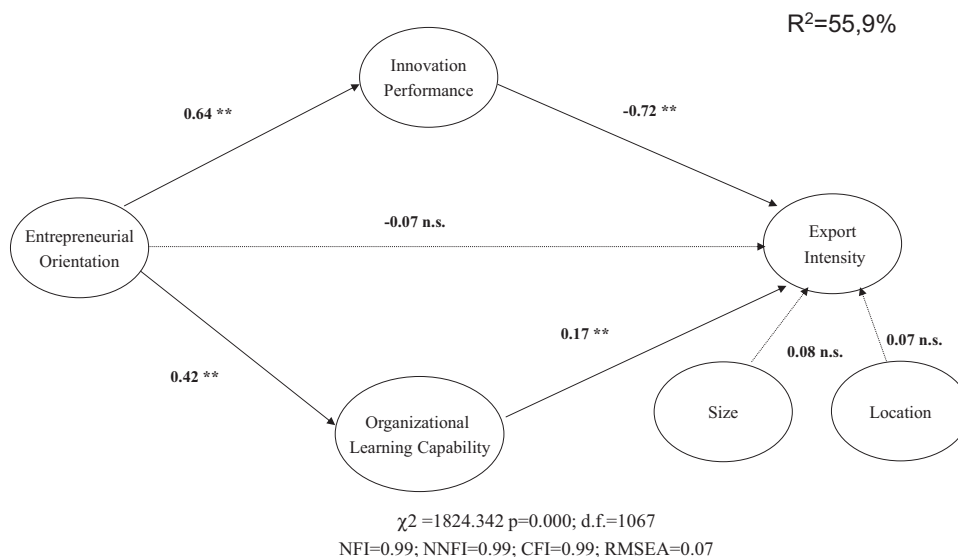 R²=55,9%
Innovation
Performance
0.64 **
-0.72 **
Entrepreneurial
Orientation
-0.07 n.s.
Export
Intensity
0.17 **
0.08 n.s.
0.07 n.s.
0.42 **
Organizational
Learning Capability
Size
Location
χ2 =1824.342 p=0.000; d.f.=1067
NFI=0.99; NNFI=0.99; CFI=0.99; RMSEA=0.07